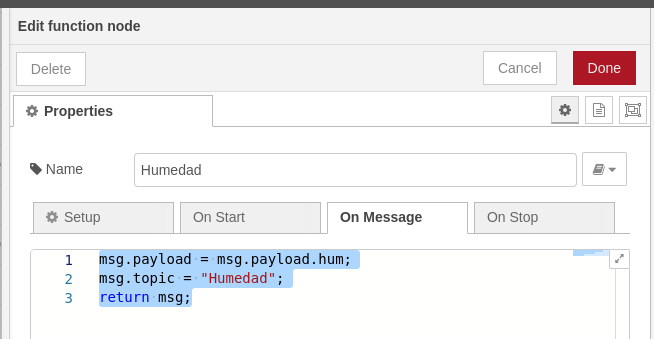 Edit function node
Delete
Cancel
Done
Properties
Name
Humedad
Setup
On Start
On Message
On Stop
1 msg.payload = msg.payload.hum;
2 msg.topic = "Humedad";
3 return msg;